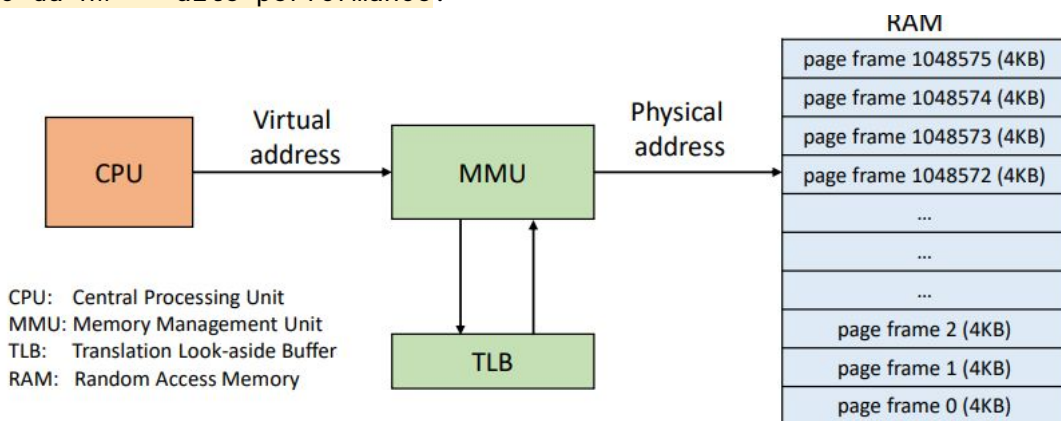 RAM
page frame 1048575 (4KB)
page frame 1048574 (4KB)
page frame 1048573 (4KB)
page frame 1048572 (4KB)
...
...
...
page frame 2 (4KB)
page frame 1 (4KB)
page frame 0 (4KB)
CPU
Virtual
address
MMU
Physical
address
TLB
CPU: Central Processing Unit
MMU: Memory Management Unit
TLB: Translation Look-aside Buffer
RAM: Random Access Memory